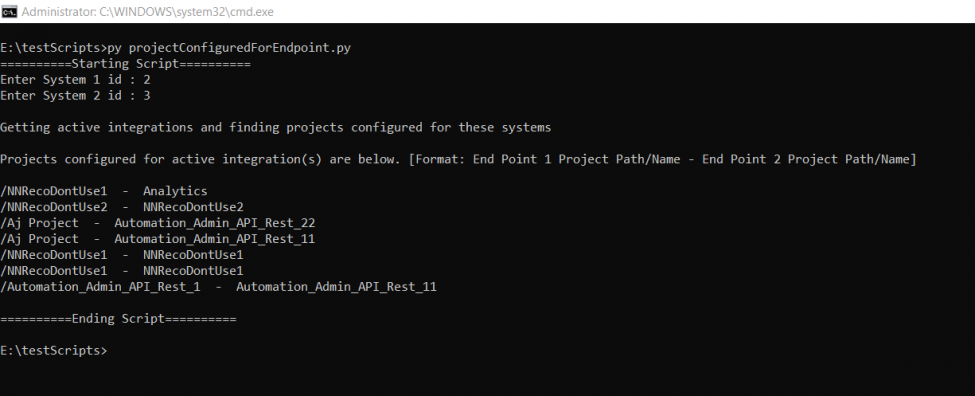 Administrator: C:\WINDOWS\system32\cmd.exe
E:\testScripts>py projectConfiguredForEndpoint.py
==========Starting Script==========
Enter System 1 id : 2
Enter System 2 id : 3
Getting active integrations and finding projects configured for these systems
Projects configured for active integration(s) are below. [Format: End Point 1 Project Path/Name - End Point 2 Project Path/Name]
/NNRecoDontUse1  -  Analytics
/NNRecoDontUse2  -  NNRecoDontUse2
/Aj Project  -  Automation_Admin_API_Rest_22
/Aj Project  -  Automation_Admin_API_Rest_11
/NNRecoDontUse1  -  NNRecoDontUse1
/NNRecoDontUse1  -  NNRecoDontUse1
/Automation_Admin_API_Rest_1  -  Automation_Admin_API_Rest_11
==========Ending Script==========
E:\testScripts>